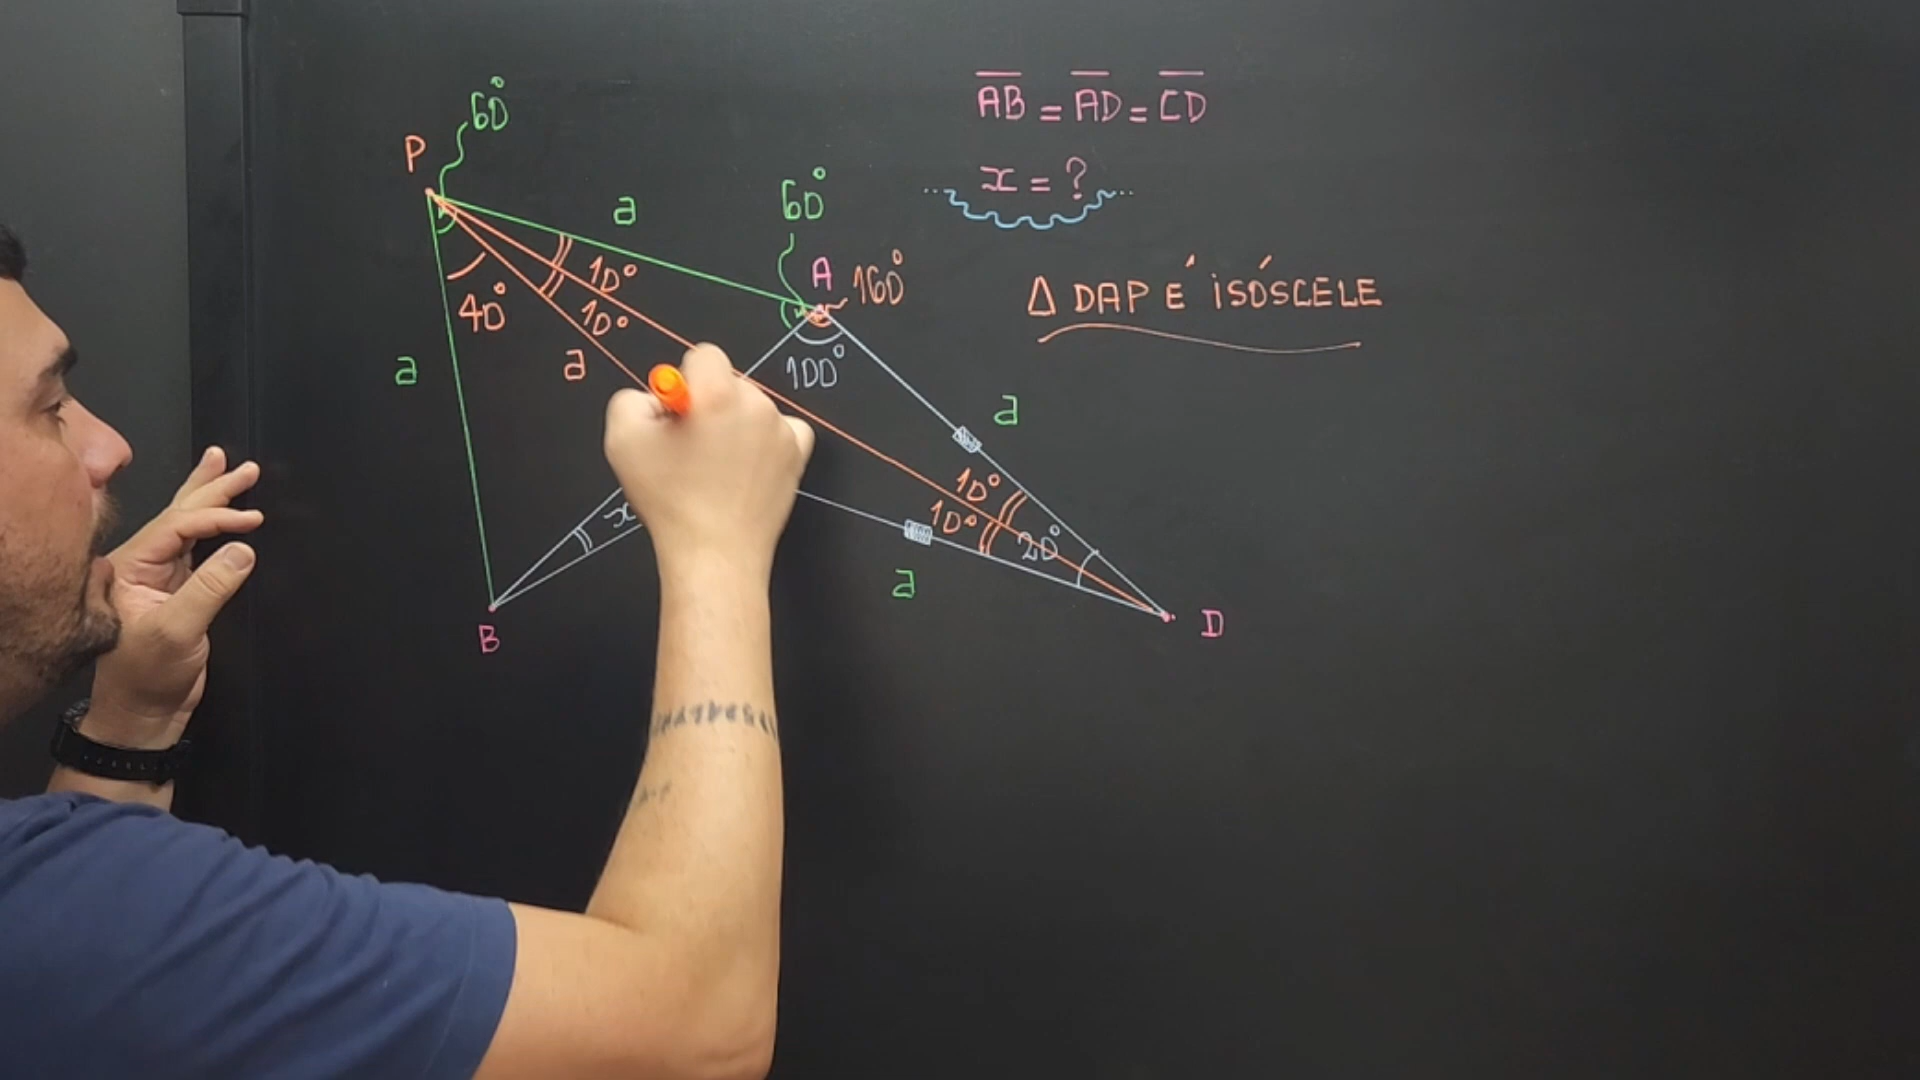 60°
P
a
60°
A
160°
10°
10°
40°
a
a
100°
a
x
10°
10°
20°
a
B
D
AB = AD = CD
x = ?
Δ DAP É ISÓSCELE